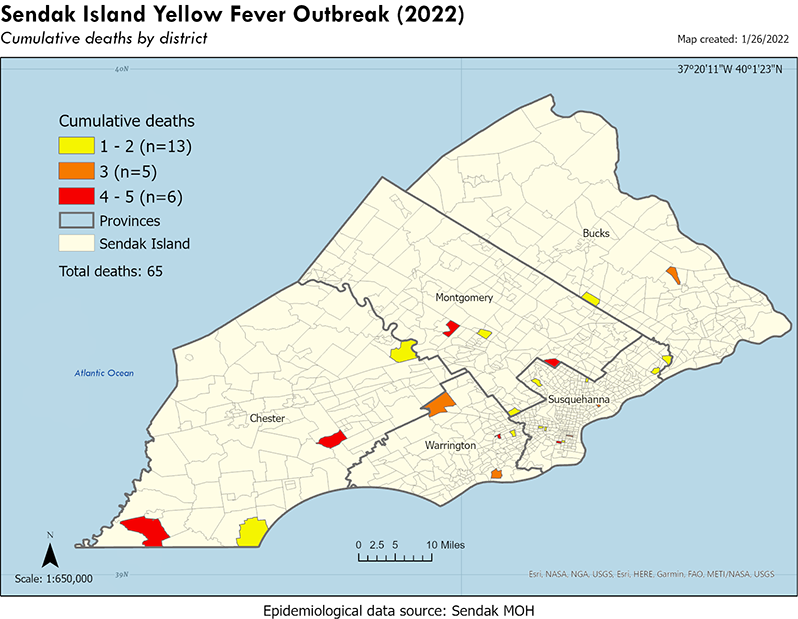 Sendak Island Yellow Fever Outbreak (2022)
Cumulative deaths by district
Map created: 1/26/2022
40N
37°20'11"W 40°1'23"N
Cumulative deaths
1 - 2 (n=13)
3 (n=5)
4 - 5 (n=6)
Provinces
Sendak Island
Total deaths: 65
Bucks
Montgomery
Atlantic Ocean
Susquehanna
Chester
Warrington
N
0 2.5 5 10 Miles
39N
Scale: 1:650,000
Esri, NASA, NGA, USGS, Esri, HERE, Garmin, FAO, METI/NASA, USGS
Epidemiological data source: Sendak MOH